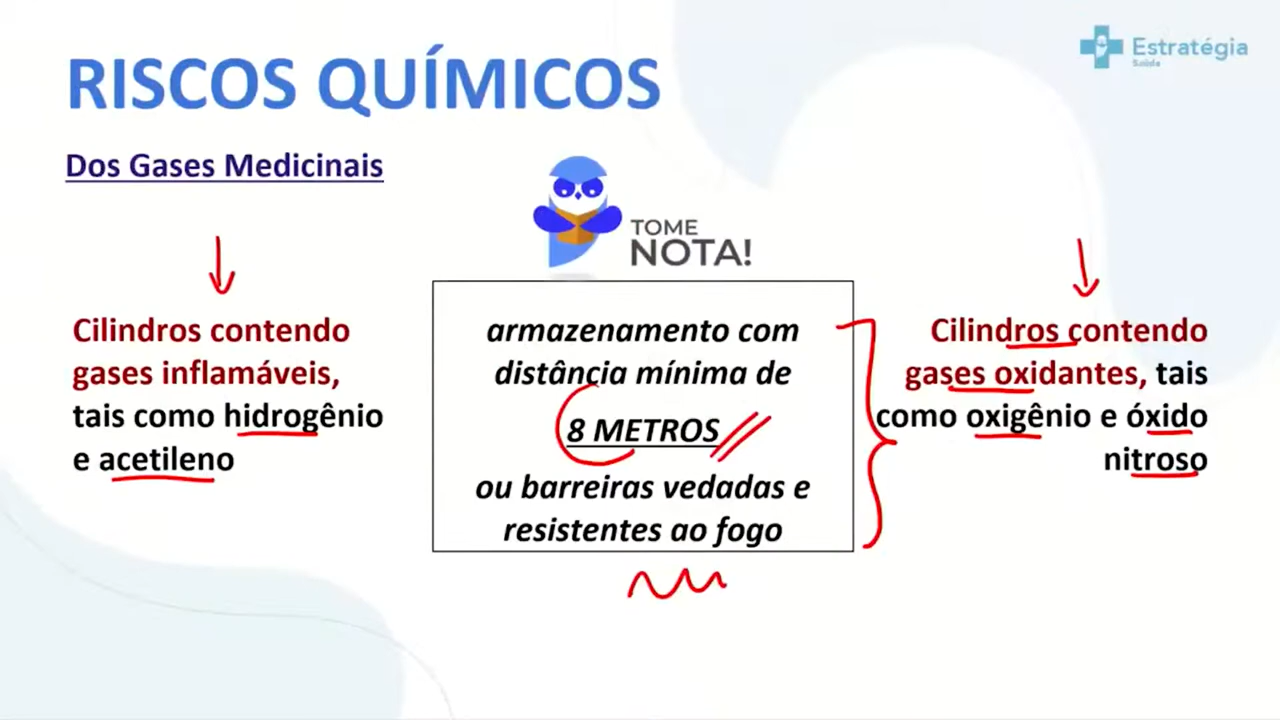 Estratégia
Saúde
RISCOS QUÍMICOS
Dos Gases Medicinais
TOME
NOTA!
Cilindros contendo
gases inflamáveis,
tais como hidrogênio
e acetileno
armazenamento com
distância mínima de
8 METROS
ou barreiras vedadas e
resistentes ao fogo
Cilindros contendo
gases oxidantes, tais
como oxigênio e óxido
nitroso